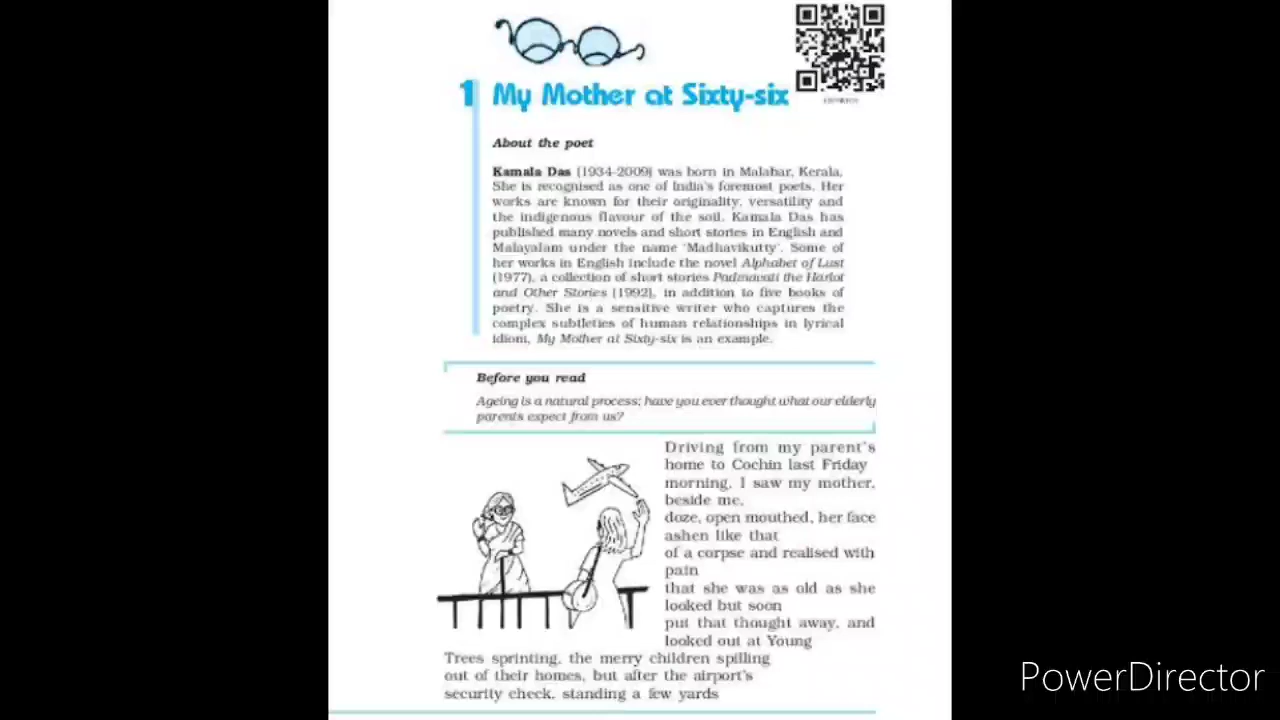 1 My Mother at Sixty-six
About the poet
Kamala Das (1934-2009) was born in Malabar, Kerala.
She is recognised as one of India's foremost poets. Her
works are known for their originality, versatility and
the indigenous flavour of the soil. Kamala Das has
published many novels and short stories in English and
Malayalam under the name 'Madhavikutty'. Some of
her works in English include the novel Alphabet of Lust
(1977), a collection of short stories Padmavati the Harlot
and Other Stories (1992), in addition to five books of
poetry. She is a sensitive writer who captures the
complex subtleties of human relationships in lyrical
idiom, My Mother at Sixty-six is an example.
Before you read
Ageing is a natural process; have you ever thought what our elderly
parents expect from us?
Driving from my parent's
home to Cochin last Friday
morning, I saw my mother,
beside me,
doze, open mouthed, her face
ashen like that
of a corpse and realised with
pain
that she was as old as she
looked but soon
put that thought away, and
looked out at Young
Trees sprinting, the merry children spilling
out of their homes, but after the airport's
security check, standing a few yards
PowerDirector